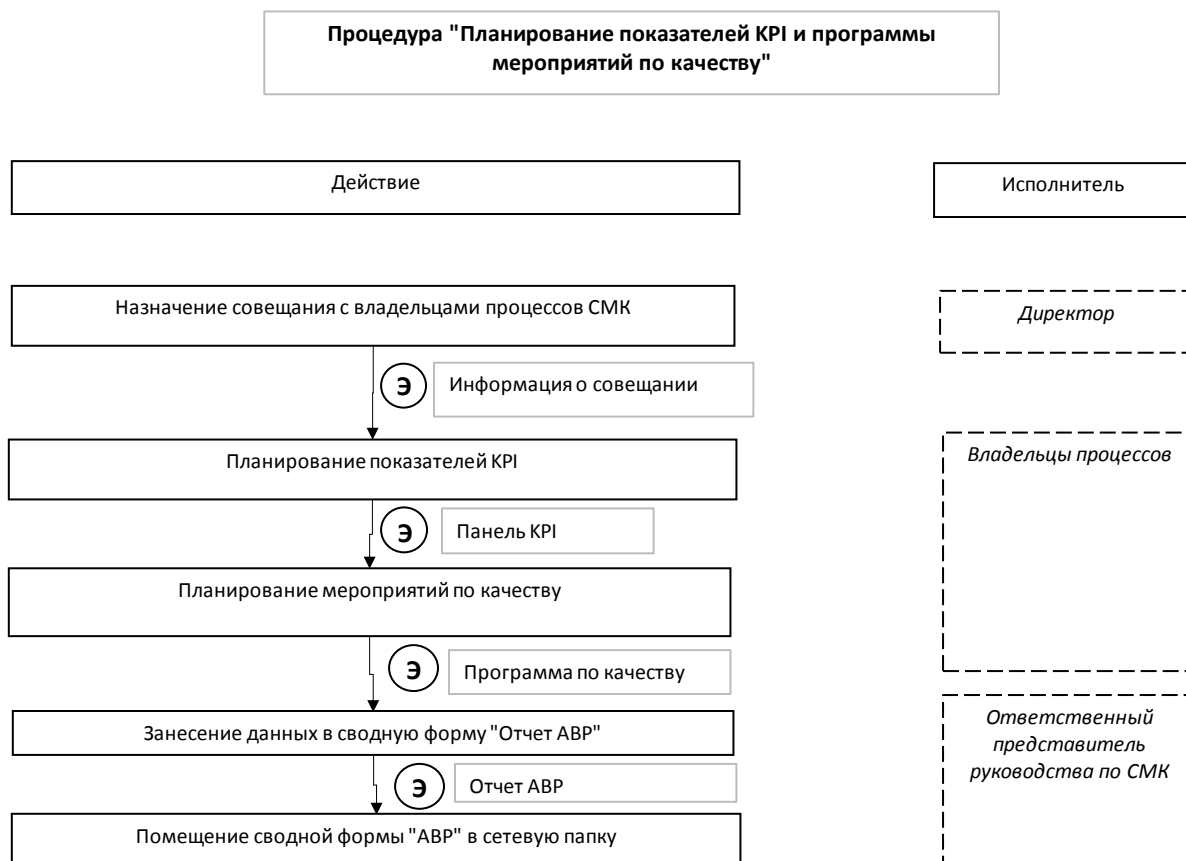 Процедура "Планирование показателей KPI и программы
мероприятий по качеству"
Действие
Исполнитель
Назначение совещания с владельцами процессов СМК
Директор
Э
Информация о совещании
Планирование показателей KPI
Владельцы процессов
Э
Панель KPI
Планирование мероприятий по качеству
Э
Программа по качеству
Занесение данных в сводную форму "Отчет АВР"
Ответственный
представитель
руководства по СМК
Э
Отчет АВР
Помещение сводной формы "АВР" в сетевую папку